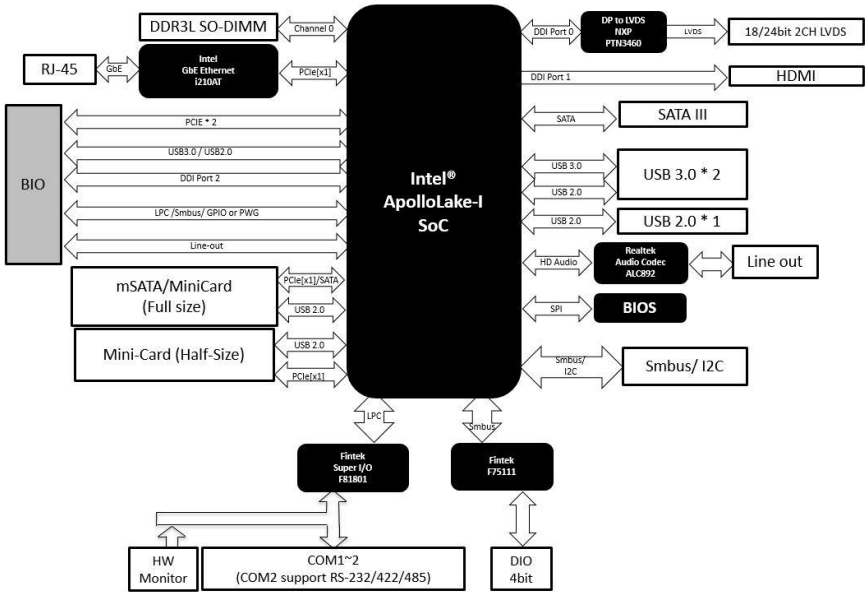 DDR3L SO-DIMM
Channel 0
RJ-45
GbE
Intel
GbE Ethernet
i210AT
PCIe[x1]
BIO
PCIE * 2
USB3.0 / USB2.0
DDI Port 2
LPC /Smbus/ GPIO or PWG
Line-out
mSATA/MiniCard
(Full size)
PCIe[x1]/SATA
USB 2.0
Mini-Card (Half-Size)
USB 2.0
PCIe[x1]
Intel®
ApolloLake-I
SoC
DDI Port 0
DP to LVDS
NXP
PTN3460
LVDS
18/24bit 2CH LVDS
DDI Port 1
HDMI
SATA
SATA III
USB 3.0
USB 2.0
USB 3.0 * 2
USB 2.0
USB 2.0 * 1
HD Audio
Realtek
Audio Codec
ALC892
Line out
SPI
BIOS
Smbus/
I2C
Smbus/ I2C
LPC
Smbus
Fintek
Super I/O
F81801
Fintek
F75111
HW
Monitor
COM1~2
(COM2 support RS-232/422/485)
DIO
4bit